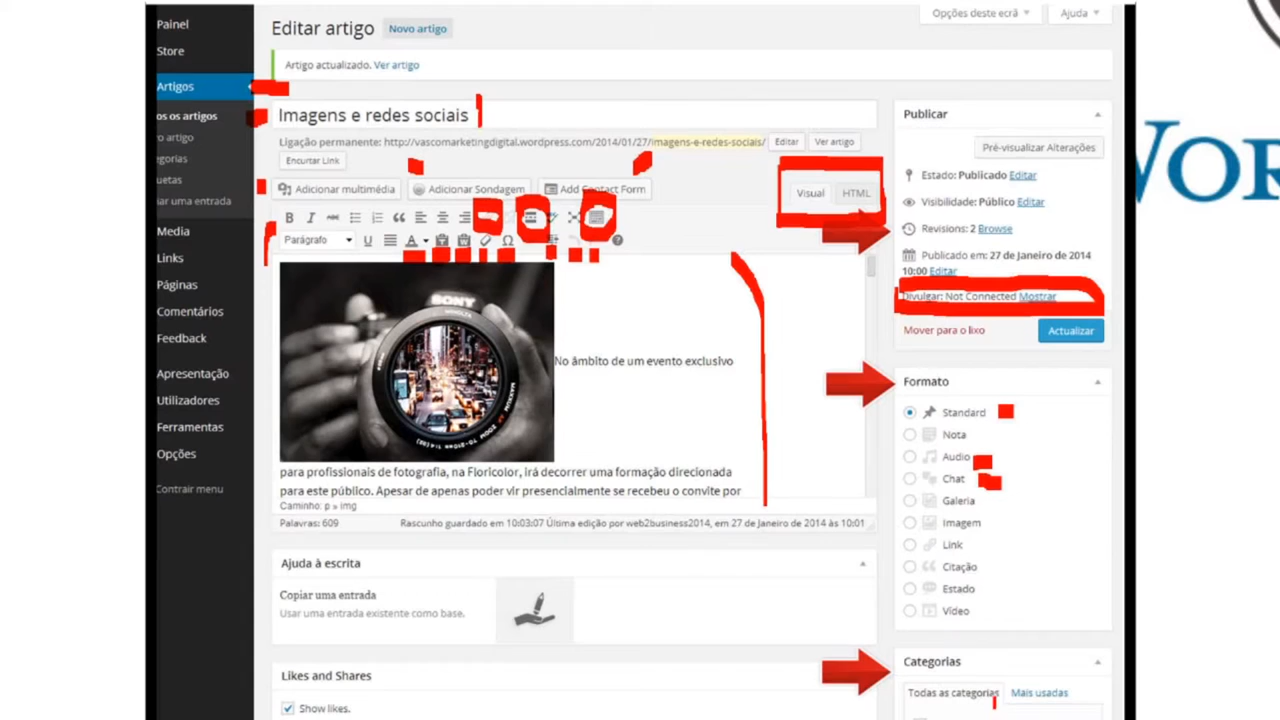 Painel
Store
Artigos
os os artigos
vo artigo
egorias
uetas
iar uma entrada
Media
Links
Páginas
Comentários
Feedback
Apresentação
Utilizadores
Ferramentas
Opções
Contrair menu
Opções deste ecrã
Ajuda
Editar artigo
Novo artigo
Artigo actualizado. Ver artigo
Imagens e redes sociais
Ligação permanente: http://vascomarketingdigital.wordpress.com/2014/01/27/imagens-e-redes-sociais/ Editar Ver artigo
Encurtar Link
Adicionar multimédia Adicionar Sondagem Add Contact Form
Visual HTML
B I ABC
Parágrafo U A T W Ω ?
SONY
MINOLTA
No âmbito de um evento exclusivo
para profissionais de fotografia, na Floricolor, irá decorrer uma formação direcionada
para este público. Apesar de apenas poder vir presencialmente se recebeu o convite por
Caminho: p » img
Palavras: 609 Rascunho guardado em 10:03:07 Última edição por web2business2014, em 27 de Janeiro de 2014 às 10:01
Ajuda à escrita
Copiar uma entrada
Usar uma entrada existente como base.
Likes and Shares
Show likes.
Publicar
Pré-visualizar Alterações
Estado: Publicado Editar
Visibilidade: Público Editar
Revisions: 2 Browse
Publicado em: 27 de Janeiro de 2014
10:00 Editar
Divulgar: Not Connected Mostrar
Mover para o lixo
Actualizar
Formato
Standard
Nota
Audio
Chat
Galeria
Imagem
Link
Citação
Estado
Vídeo
Categorias
Todas as categorias Mais usadas
Wor